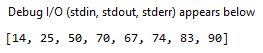 Debug I/O (stdin, stdout, stderr) appears below
[14, 25, 50, 70, 67, 74, 83, 90]